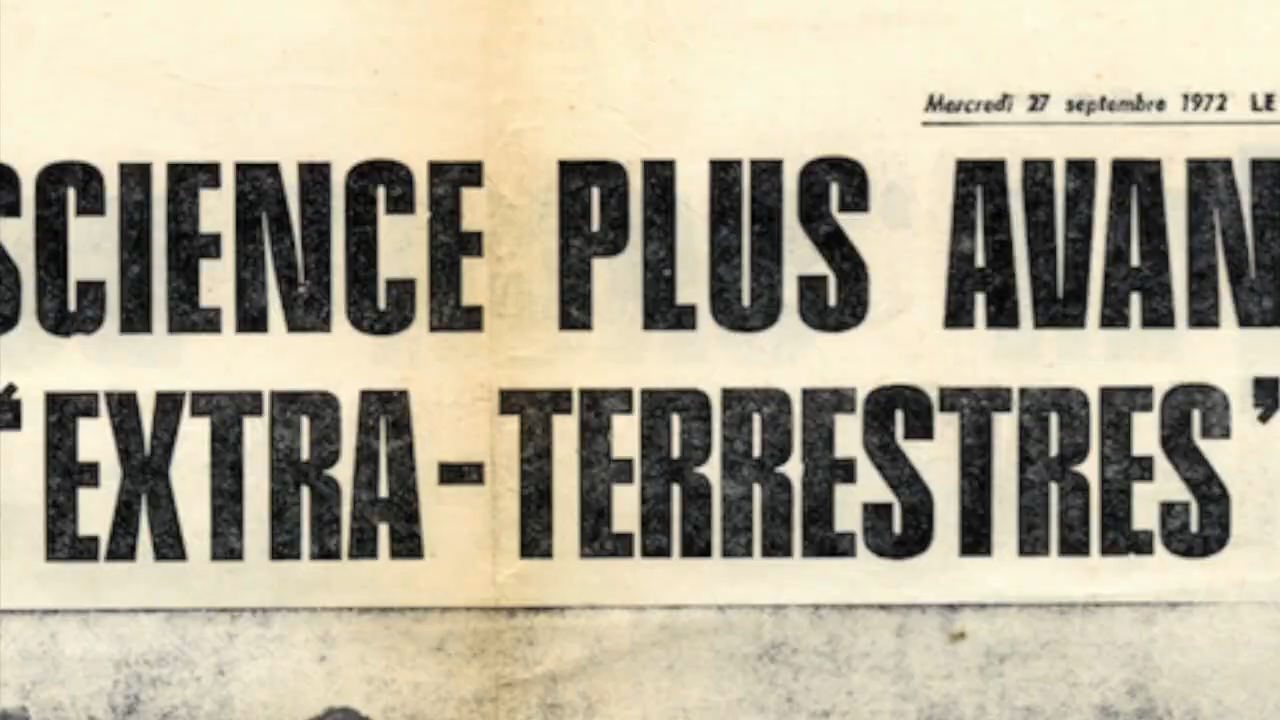 Mercredi 27 septembre 1972 LE
SCIENCE PLUS AVAN
“EXTRA-TERRESTRES”